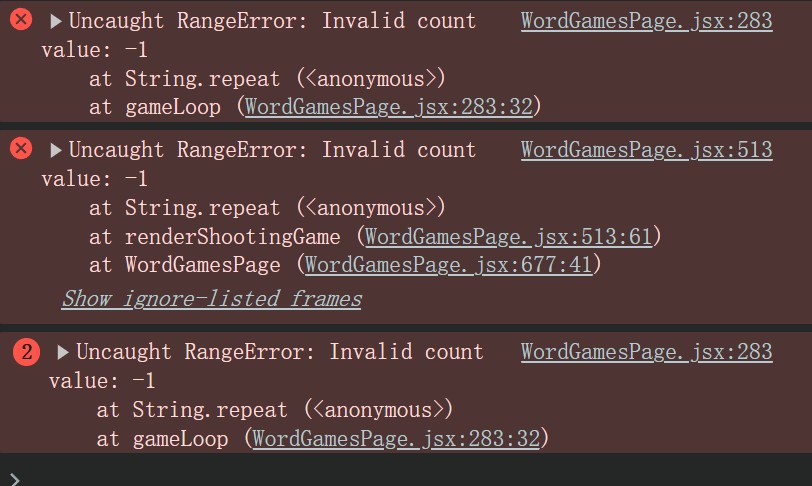 Uncaught RangeError: Invalid count WordGamesPage.jsx:283
value: -1
at String.repeat (<anonymous>)
at gameLoop (WordGamesPage.jsx:283:32)
Uncaught RangeError: Invalid count WordGamesPage.jsx:513
value: -1
at String.repeat (<anonymous>)
at renderShootingGame (WordGamesPage.jsx:513:61)
at WordGamesPage (WordGamesPage.jsx:677:41)
Show ignore-listed frames
2 Uncaught RangeError: Invalid count WordGamesPage.jsx:283
value: -1
at String.repeat (<anonymous>)
at gameLoop (WordGamesPage.jsx:283:32)